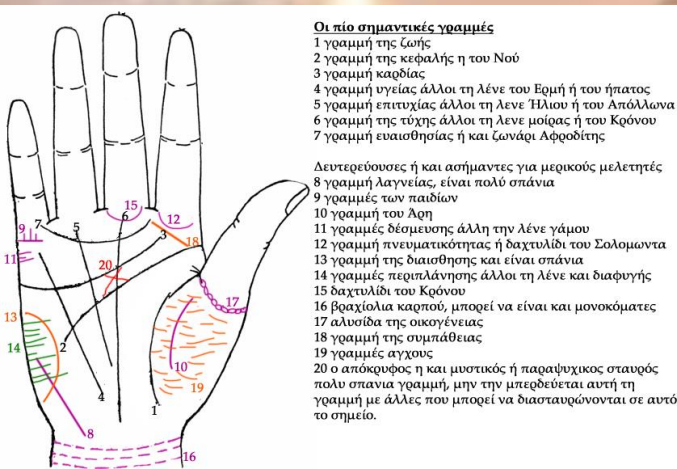 Οι πίο σημαντικές γραμμές
1 γραμμή της ζωής
2 γραμμή της κεφαλής η του Νού
3 γραμμή καρδίας
4 γραμμή υγείας άλλοι τη λένε του Ερμή ή του ήπατος
5 γραμμή επιτυχίας άλλοι τη λενε Ήλιου ή του Απόλλωνα
6 γραμμή της τύχης άλλοι τη λενε μοίρας ή του Κρόνου
7 γραμμή ευαισθησίας ή και ζωνάρι Αφροδίτης
Δευτερεύουσες ή και ασήμαντες για μερικούς μελετητές
8 γραμμή λαγνείας, είναι πολύ σπάνια
9 γραμμές των παιδίων
10 γραμμή του Άρη
11 γραμμές δέσμευσης άλλη την λένε γάμου
12 γραμμή πνευματικότητας ή δαχτυλίδι του Σολομωντα
13 γραμμή της διαισθησης και είναι σπάνια
14 γραμμές περιπλάνησης άλλοι τη λένε και διαφυγής
15 δαχτυλίδι του Κρόνου
16 βραχίολια καρπού, μπορεί να είναι και μονοκόματες
17 αλυσίδα της οικογένειας
18 γραμμή της συμπάθειας
19 γραμμές αγχους
20 ο απόκρυφος η και μυστικός ή παραψυχικος σταυρός
πολυ σπανια γραμμή, μην την μπερδεύεται αυτή τη
γραμμή με άλλες που μπορεί να διασταυρώνονται σε αυτό
το σημείο.
15
6
12
7
5
9
3
18
11
20
17
13
14
2
10
19
4
1
8
16